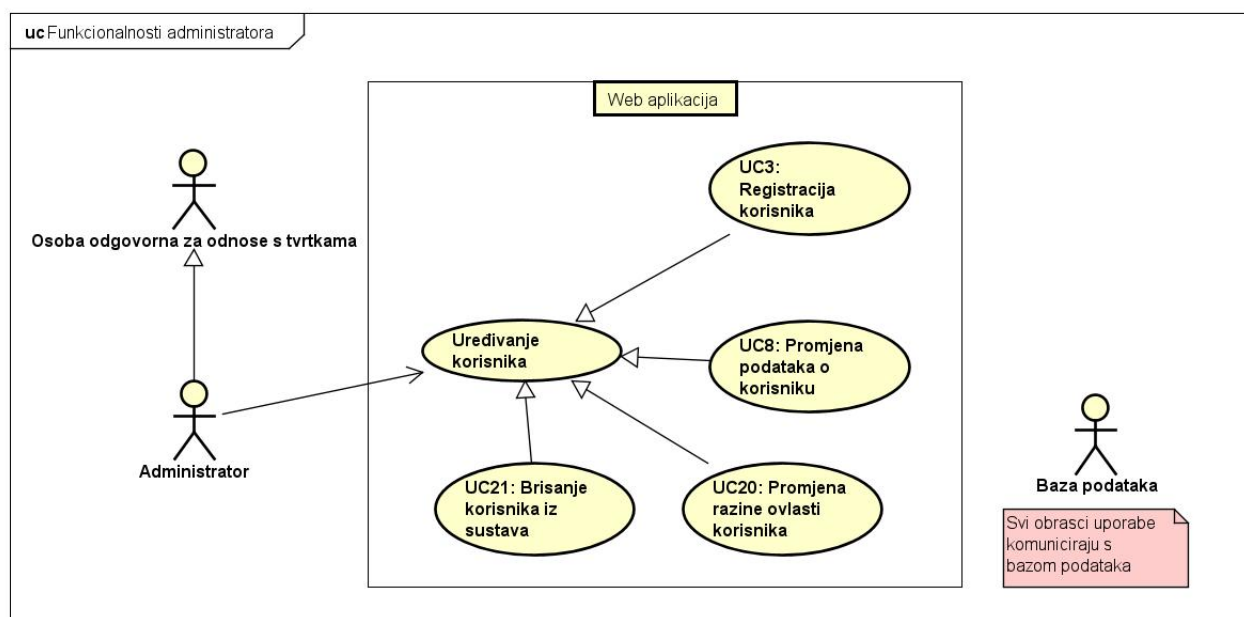 uc Funkcionalnosti administratora
Web aplikacija
UC3:
Registracija
korisnika
Osoba odgovorna za odnose s tvrtkama
Uređivanje
korisnika
UC8: Promjena
podataka o
korisniku
Administrator
UC21: Brisanje
korisnika iz
sustava
UC20: Promjena
razine ovlasti
korisnika
Baza podataka
Svi obrasci uporabe
komuniciraju s
bazom podataka